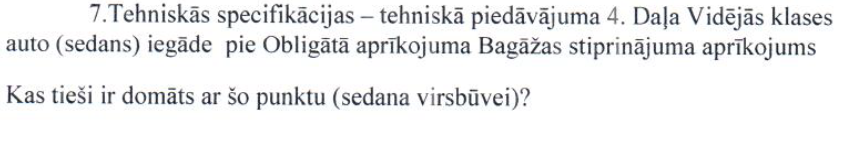 7.Tehniskās specifikācijas – tehniskā piedāvājuma 4. Daļa Vidējās klases
auto (sedans) iegāde pie Obligātā aprīkojuma Bagāžas stiprinājuma aprīkojums
Kas tieši ir domāts ar šo punktu (sedana virsbūvei)?